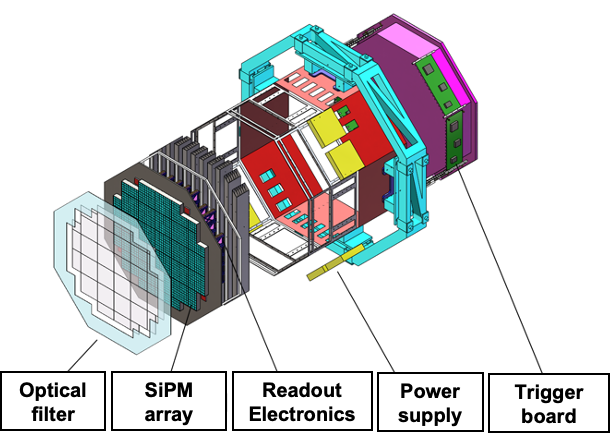 Optical
filter
SiPM
array
Readout
Electronics
Power
supply
Trigger
board